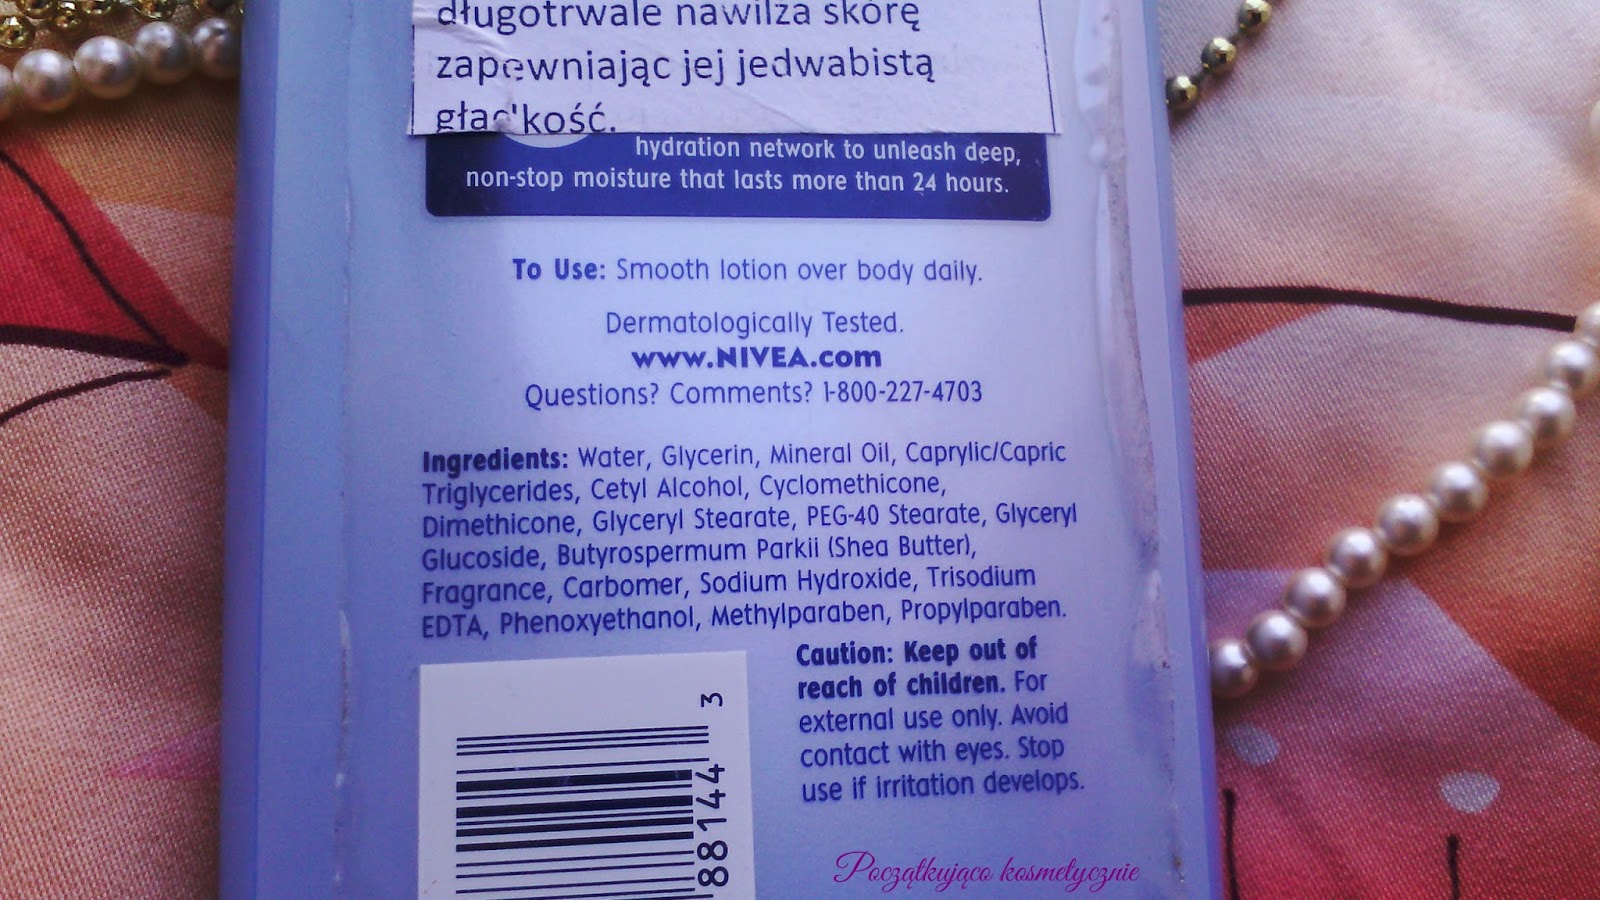 długotrwale nawilża skórę
zapewniając jej jedwabistą
gładkość.
hydration network to unleash deep,
non-stop moisture that lasts more than 24 hours.
To Use: Smooth lotion over body daily.
Dermatologically Tested.
www.NIVEA.com
Questions? Comments? 1-800-227-4703
Ingredients: Water, Glycerin, Mineral Oil, Caprylic/Capric
Triglycerides, Cetyl Alcohol, Cyclomethicone,
Dimethicone, Glyceryl Stearate, PEG-40 Stearate, Glyceryl
Glucoside, Butyrospermum Parkii (Shea Butter),
Fragrance, Carbomer, Sodium Hydroxide, Trisodium
EDTA, Phenoxyethanol, Methylparaben, Propylparaben.
Caution: Keep out of
reach of children. For
external use only. Avoid
contact with eyes. Stop
use if irritation develops.
88144 3
Początkująco kosmetycznie